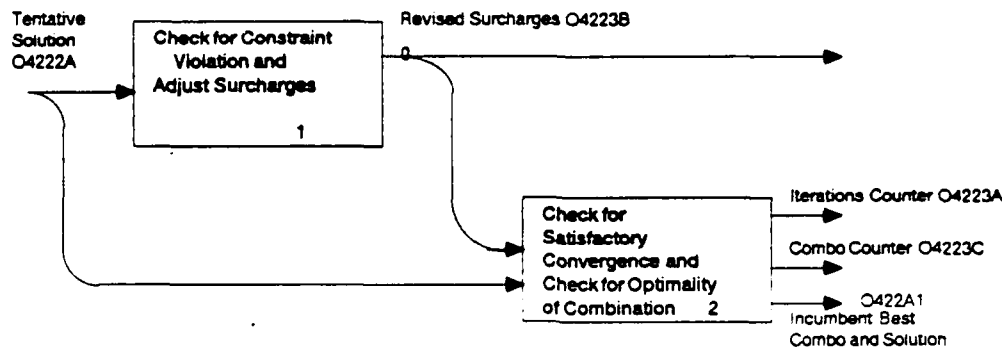 Tentative
Solution
O4222A
Check for Constraint
Violation and
Adjust Surcharges
1
Revised Surcharges O4223B
0
Check for
Satisfactory
Convergence and
Check for Optimality
of Combination 2
Iterations Counter O4223A
Combo Counter O4223C
O422A1
Incumbent Best
Combo and Solution